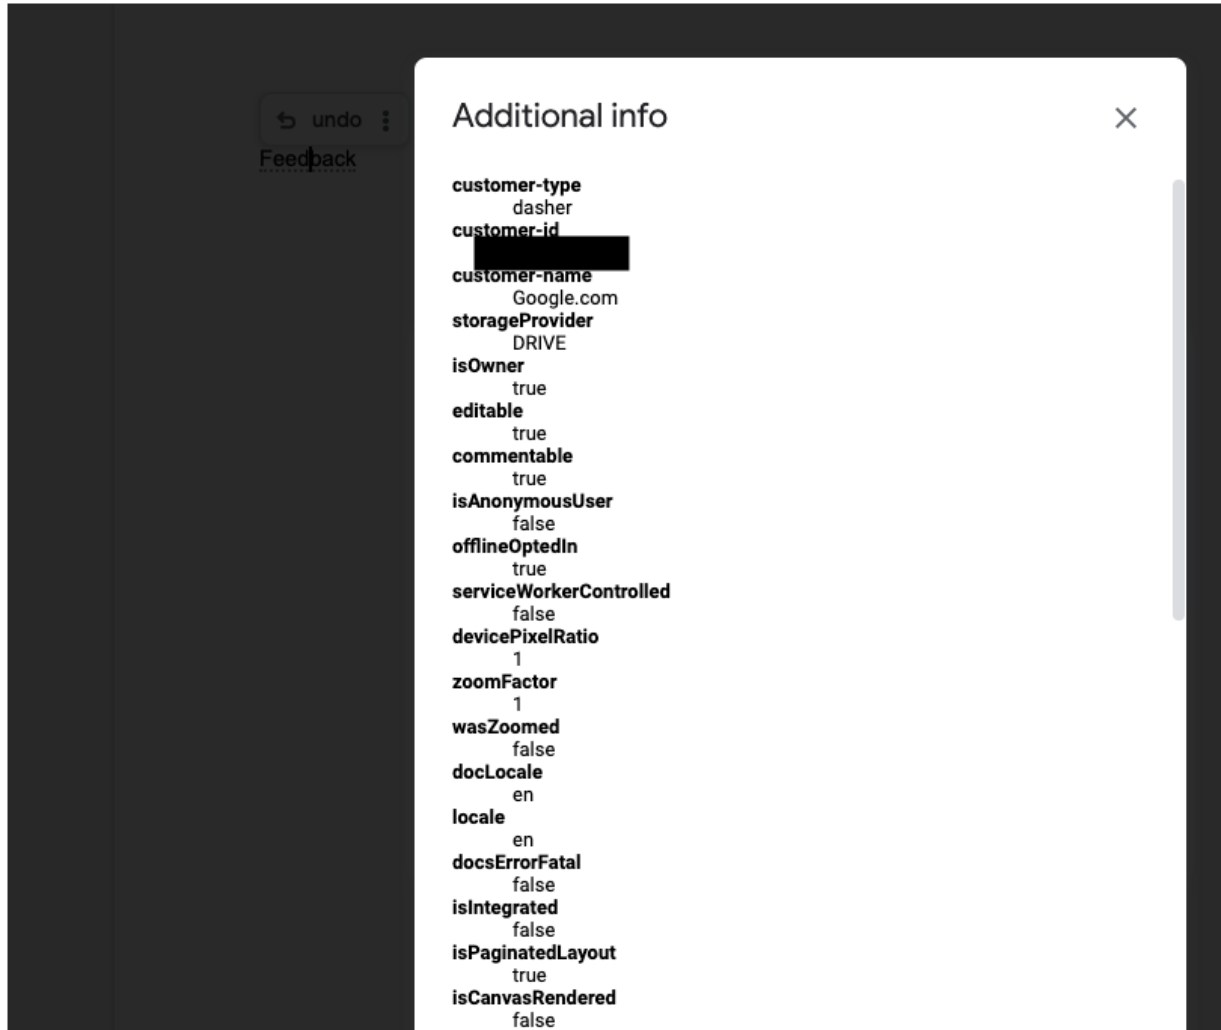 undo
Feedback
Additional info
customer-type
dasher
customer-id
customer-name
Google.com
storageProvider
DRIVE
isOwner
true
editable
true
commentable
true
isAnonymousUser
false
offlineOptedIn
true
serviceWorkerControlled
false
devicePixelRatio
1
zoomFactor
1
wasZoomed
false
docLocale
en
locale
en
docsErrorFatal
false
isIntegrated
false
isPaginatedLayout
true
isCanvasRendered
false